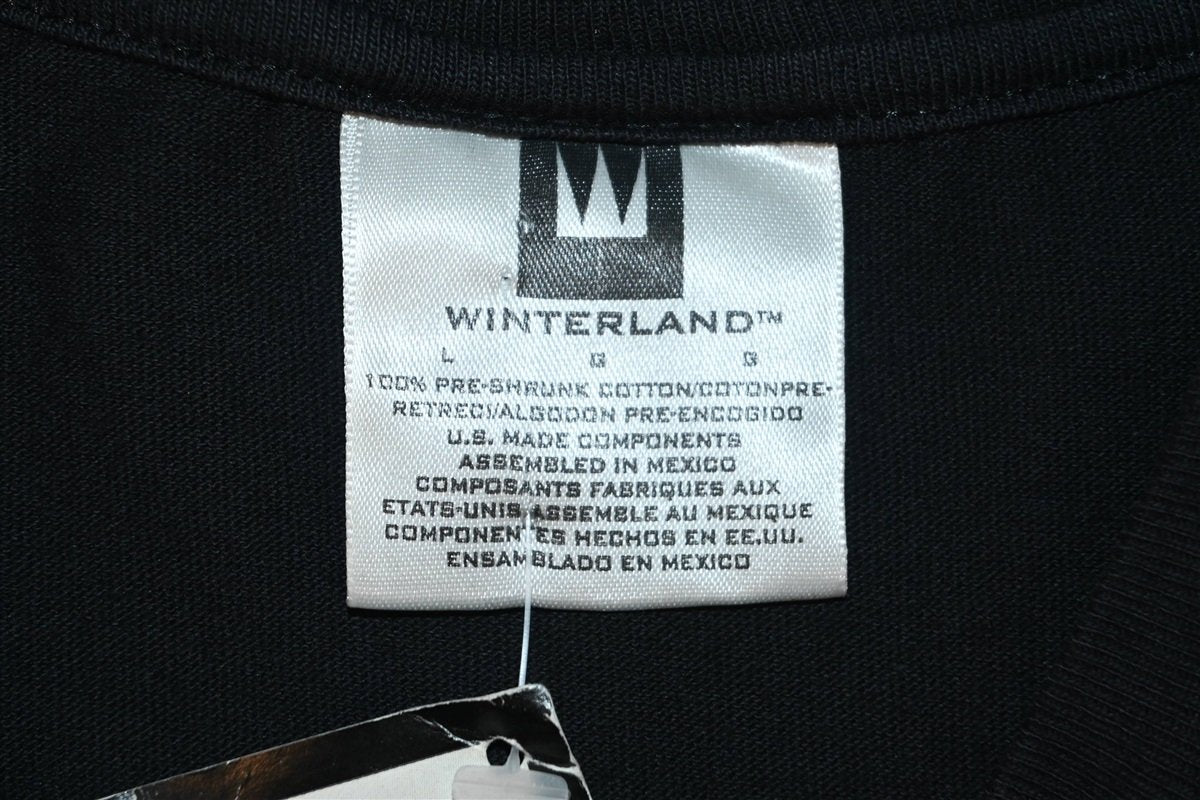 WINTERLAND™
L G G
100% PRE-SHRUNK COTTON/COTONPRE-
RETRECI/ALGODON PRE-ENCOGIDO
U.S. MADE COMPONENTS
ASSEMBLED IN MEXICO
COMPOSANTS FABRIQUES AUX
ETATS-UNIS ASSEMBLE AU MEXIQUE
COMPONENTES HECHOS EN EE.UU.
ENSAMBLADO EN MEXICO